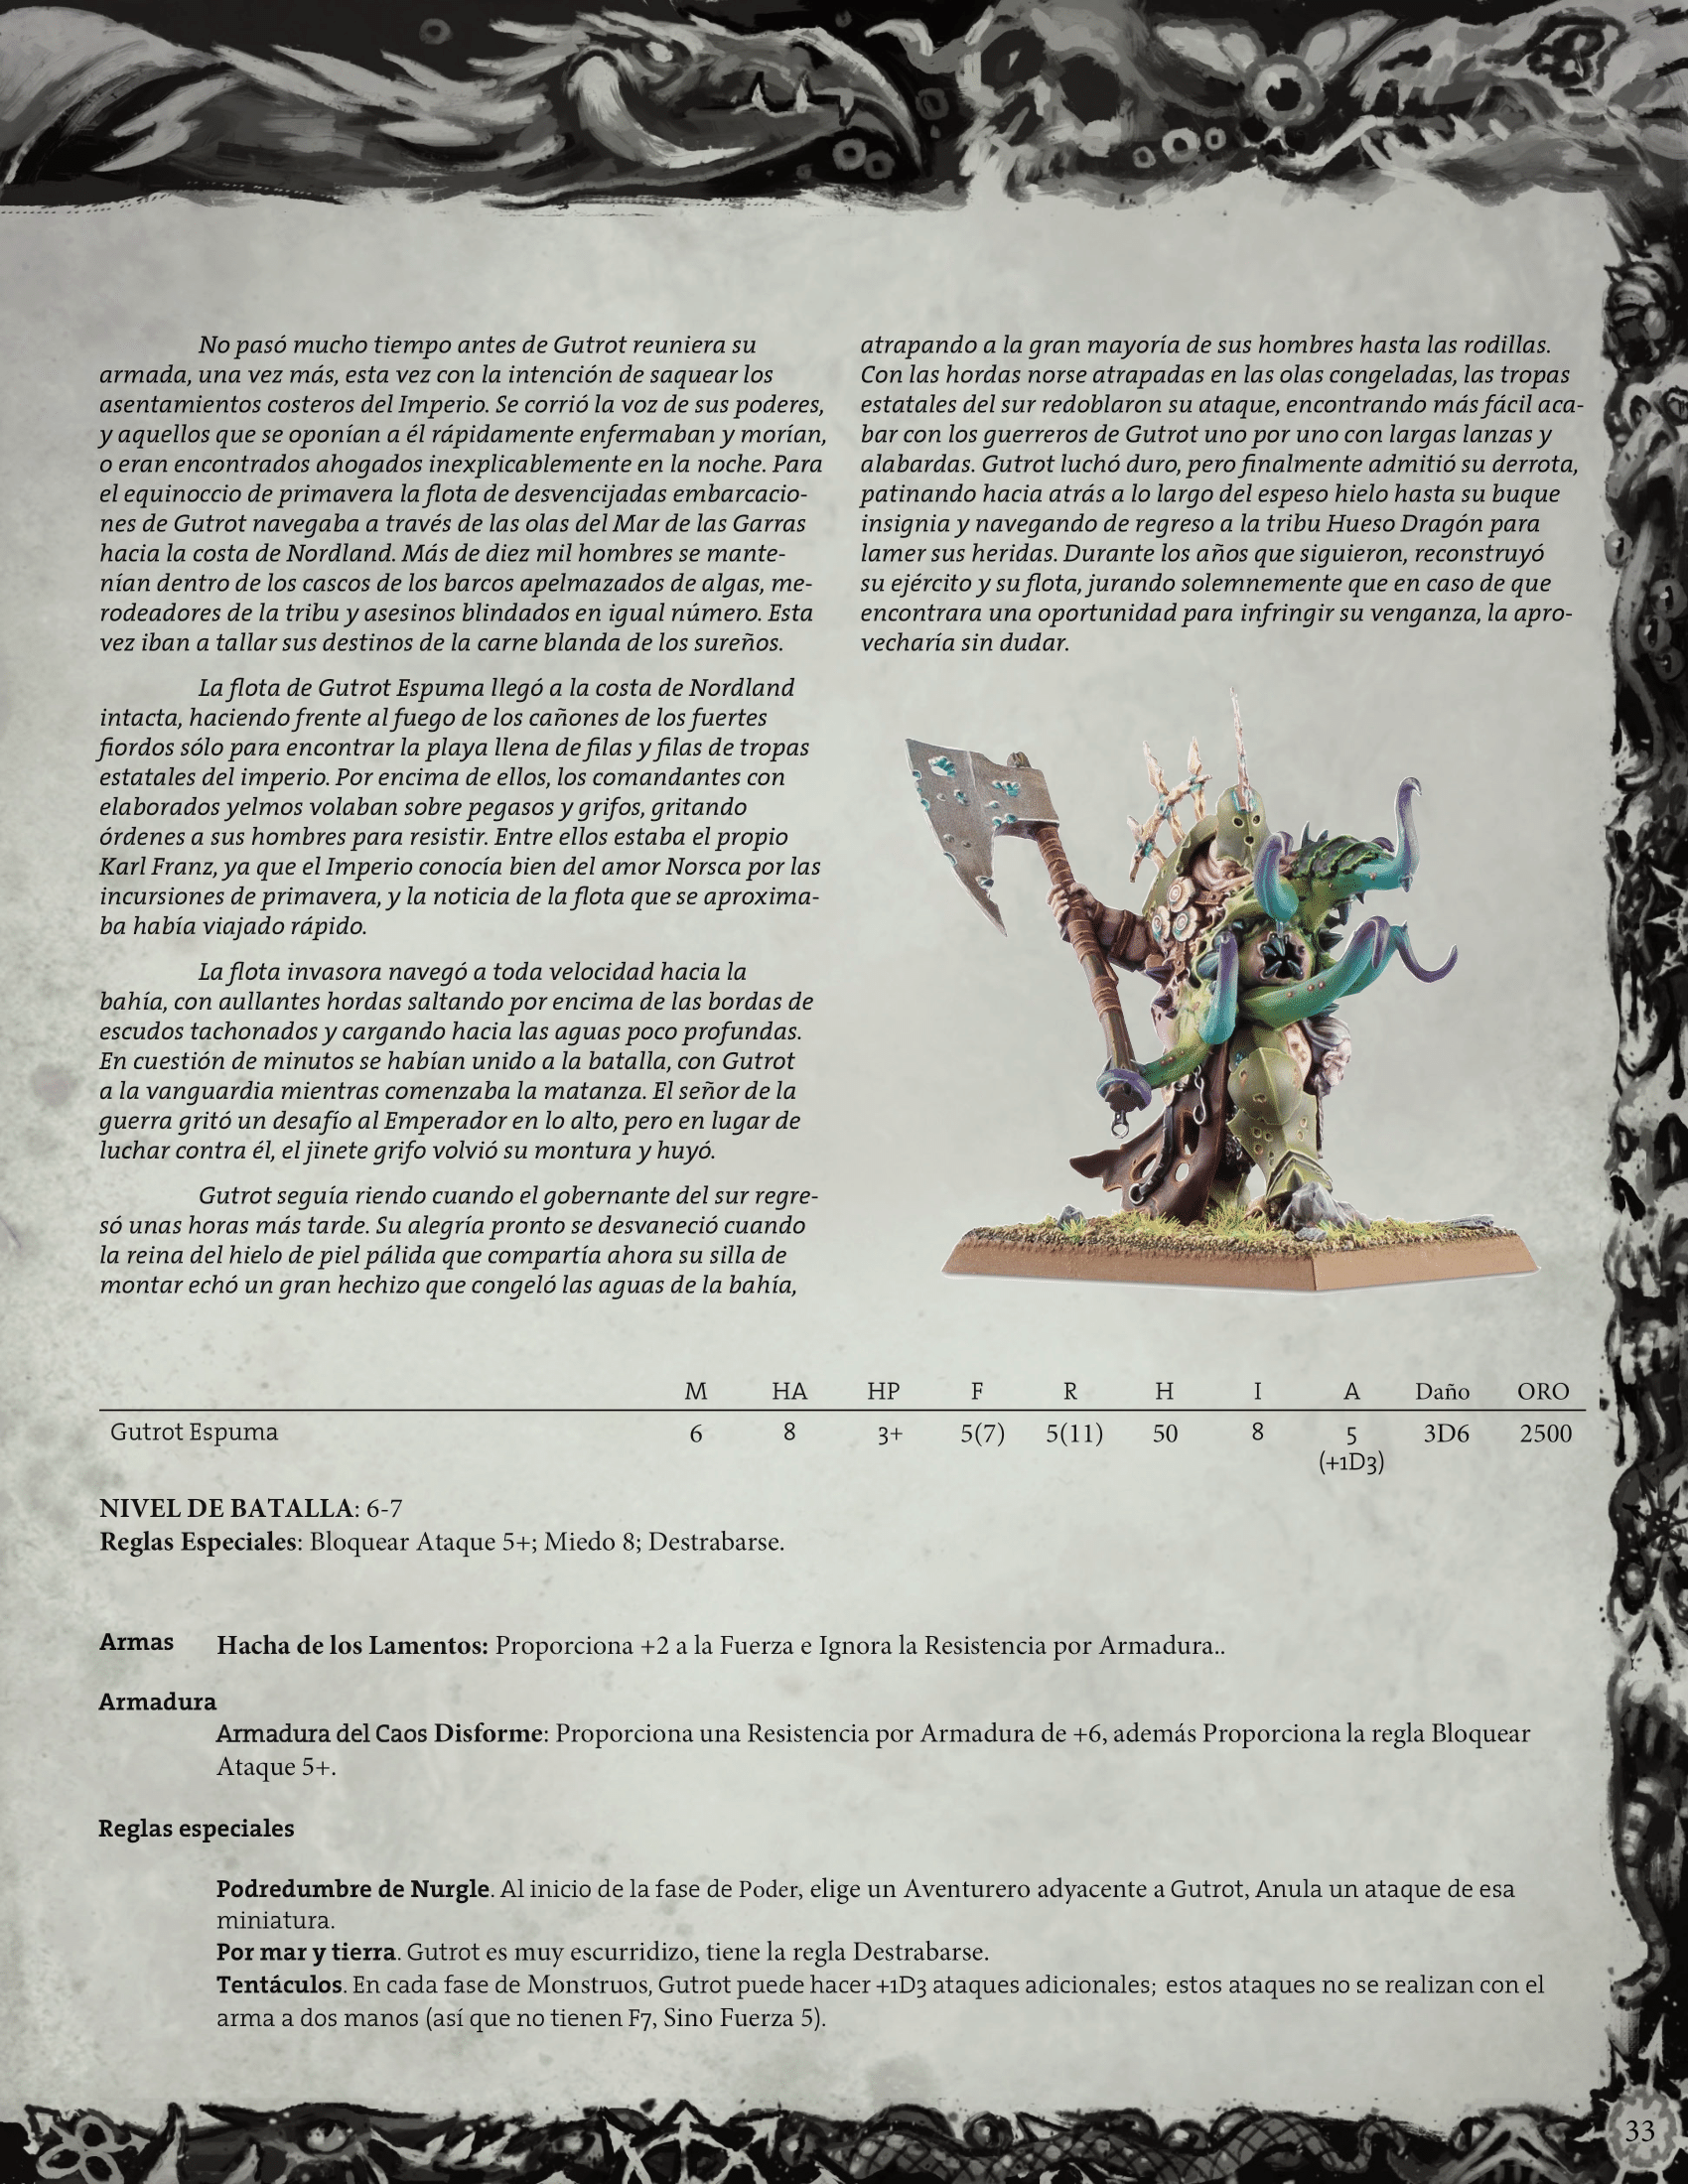 No pasó mucho tiempo antes de Gutrot reuniera su
armada, una vez más, esta vez con la intención de saquear los
asentamientos costeros del Imperio. Se corrió la voz de sus poderes,
y aquellos que se oponían a él rápidamente enfermaban y morían,
o eran encontrados ahogados inexplicablemente en la noche. Para
el equinoccio de primavera la flota de desvencijadas embarcacio-
nes de Gutrot navegaba a través de las olas del Mar de las Garras
hacia la costa de Nordland. Más de diez mil hombres se mante-
nían dentro de los cascos de los barcos apelmazados de algas, me-
rodeadores de la tribu y asesinos blindados en igual número. Esta
vez iban a tallar sus destinos de la carne blanda de los sureños.
La flota de Gutrot Espuma llegó a la costa de Nordland
intacta, haciendo frente al fuego de los cañones de los fuertes
fiordos sólo para encontrar la playa llena de filas y filas de tropas
estatales del imperio. Por encima de ellos, los comandantes con
elaborados yelmos volaban sobre pegasos y grifos, gritando
órdenes a sus hombres para resistir. Entre ellos estaba el propio
Karl Franz, ya que el Imperio conocía bien del amor Norsca por las
incursiones de primavera, y la noticia de la flota que se aproxima-
ba había viajado rápido.
La flota invasora navegó a toda velocidad hacia la
bahía, con aullantes hordas saltando por encima de las bordas de
escudos tachonados y cargando hacia las aguas poco profundas.
En cuestión de minutos se habían unido a la batalla, con Gutrot
a la vanguardia mientras comenzaba la matanza. El señor de la
guerra gritó un desafío al Emperador en lo alto, pero en lugar de
luchar contra él, el jinete grifo volvió su montura y huyó.
Gutrot seguía riendo cuando el gobernante del sur regre-
só unas horas más tarde. Su alegría pronto se desvaneció cuando
la reina del hielo de piel pálida que compartía ahora su silla de
montar echó un gran hechizo que congeló las aguas de la bahía,
atrapando a la gran mayoría de sus hombres hasta las rodillas.
Con las hordas norse atrapadas en las olas congeladas, las tropas
estatales del sur redoblaron su ataque, encontrando más fácil aca-
bar con los guerreros de Gutrot uno por uno con largas lanzas y
alabardas. Gutrot luchó duro, pero finalmente admitió su derrota,
patinando hacia atrás a lo largo del espeso hielo hasta su buque
insignia y navegando de regreso a la tribu Hueso Dragón para
lamer sus heridas. Durante los años que siguieron, reconstruyó
su ejército y su flota, jurando solemnemente que en caso de que
encontrara una oportunidad para infringir su venganza, la apro-
vecharía sin dudar.
M HA HP F R H I A Daño ORO
Gutrot Espuma 6 8 3+ 5(7) 5(11) 50 8 5 3D6 2500
(+1D3)
NIVEL DE BATALLA: 6-7
Reglas Especiales: Bloquear Ataque 5+; Miedo 8; Destrabarse.
Armas Hacha de los Lamentos: Proporciona +2 a la Fuerza e Ignora la Resistencia por Armadura..
Armadura
Armadura del Caos Disforme: Proporciona una Resistencia por Armadura de +6, además Proporciona la regla Bloquear
Ataque 5+.
Reglas especiales
Podredumbre de Nurgle. Al inicio de la fase de Poder, elige un Aventurero adyacente a Gutrot, Anula un ataque de esa
miniatura.
Por mar y tierra. Gutrot es muy escurridizo, tiene la regla Destrabarse.
Tentáculos. En cada fase de Monstruos, Gutrot puede hacer +1D3 ataques adicionales; estos ataques no se realizan con el
arma a dos manos (así que no tienen F7, Sino Fuerza 5).
33